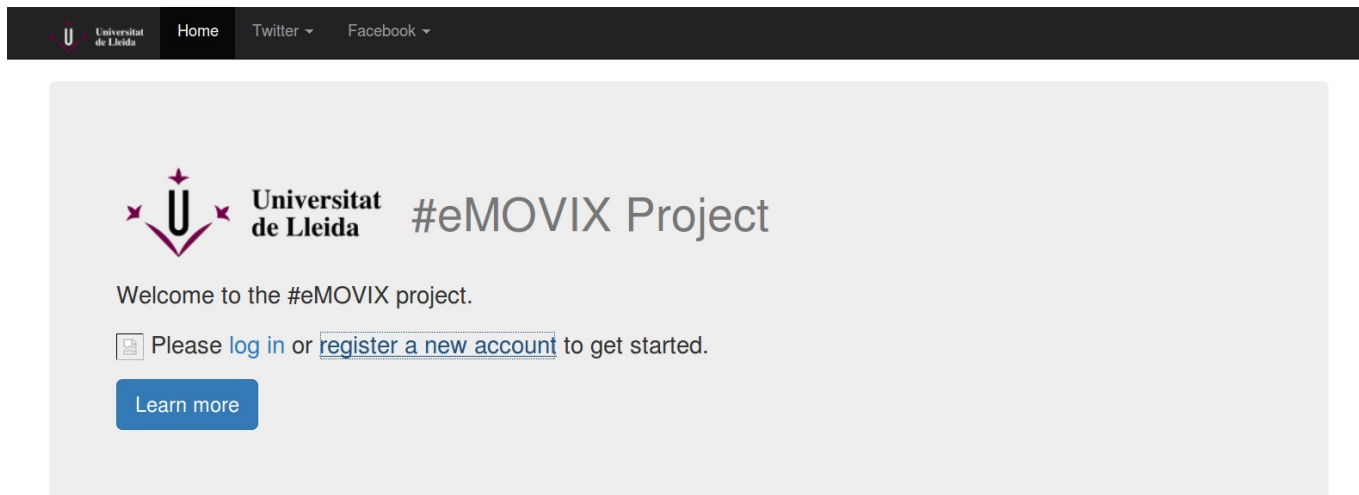 Universitat
de Lleida
Home Twitter Facebook
Universitat
de Lleida
#eMOVIX Project
Welcome to the #eMOVIX project.
Please log in or register a new account to get started.
Learn more